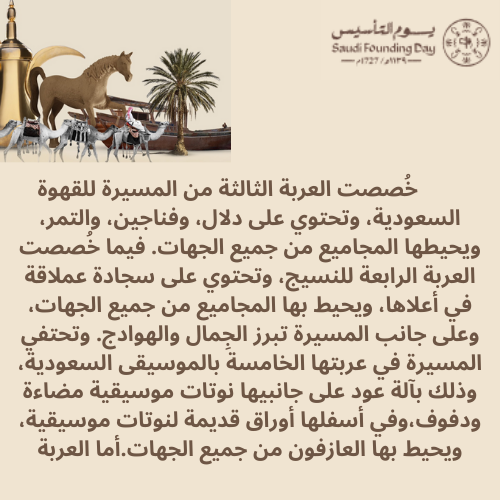 يـوم التأسيس
Saudi Founding Day
١١٣٩هـ/ 1727م
خُصصت العربة الثالثة من المسيرة للقهوة
السعودية، وتحتوي على دلال، وفناجين، والتمر،
ويحيطها المجاميع من جميع الجهات. فيما خُصصت
العربة الرابعة للنسيج، وتحتوي على سجادة عملاقة
في أعلاها، ويحيط بها المجاميع من جميع الجهات،
وعلى جانب المسيرة تبرز الجِمال والهوادج. وتحتفي
المسيرة في عربتها الخامسة بالموسيقى السعودية،
وذلك بآلة عود على جانبيها نوتات موسيقية مضاءة
ودفوف،وفي أسفلها أوراق قديمة لنوتات موسيقية،
ويحيط بها العازفون من جميع الجهات.أما العربة